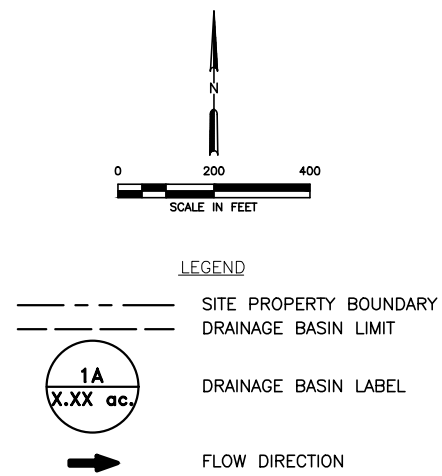 N
0 200 400
SCALE IN FEET
LEGEND
SITE PROPERTY BOUNDARY
DRAINAGE BASIN LIMIT
1A
X.XX ac.
DRAINAGE BASIN LABEL
FLOW DIRECTION